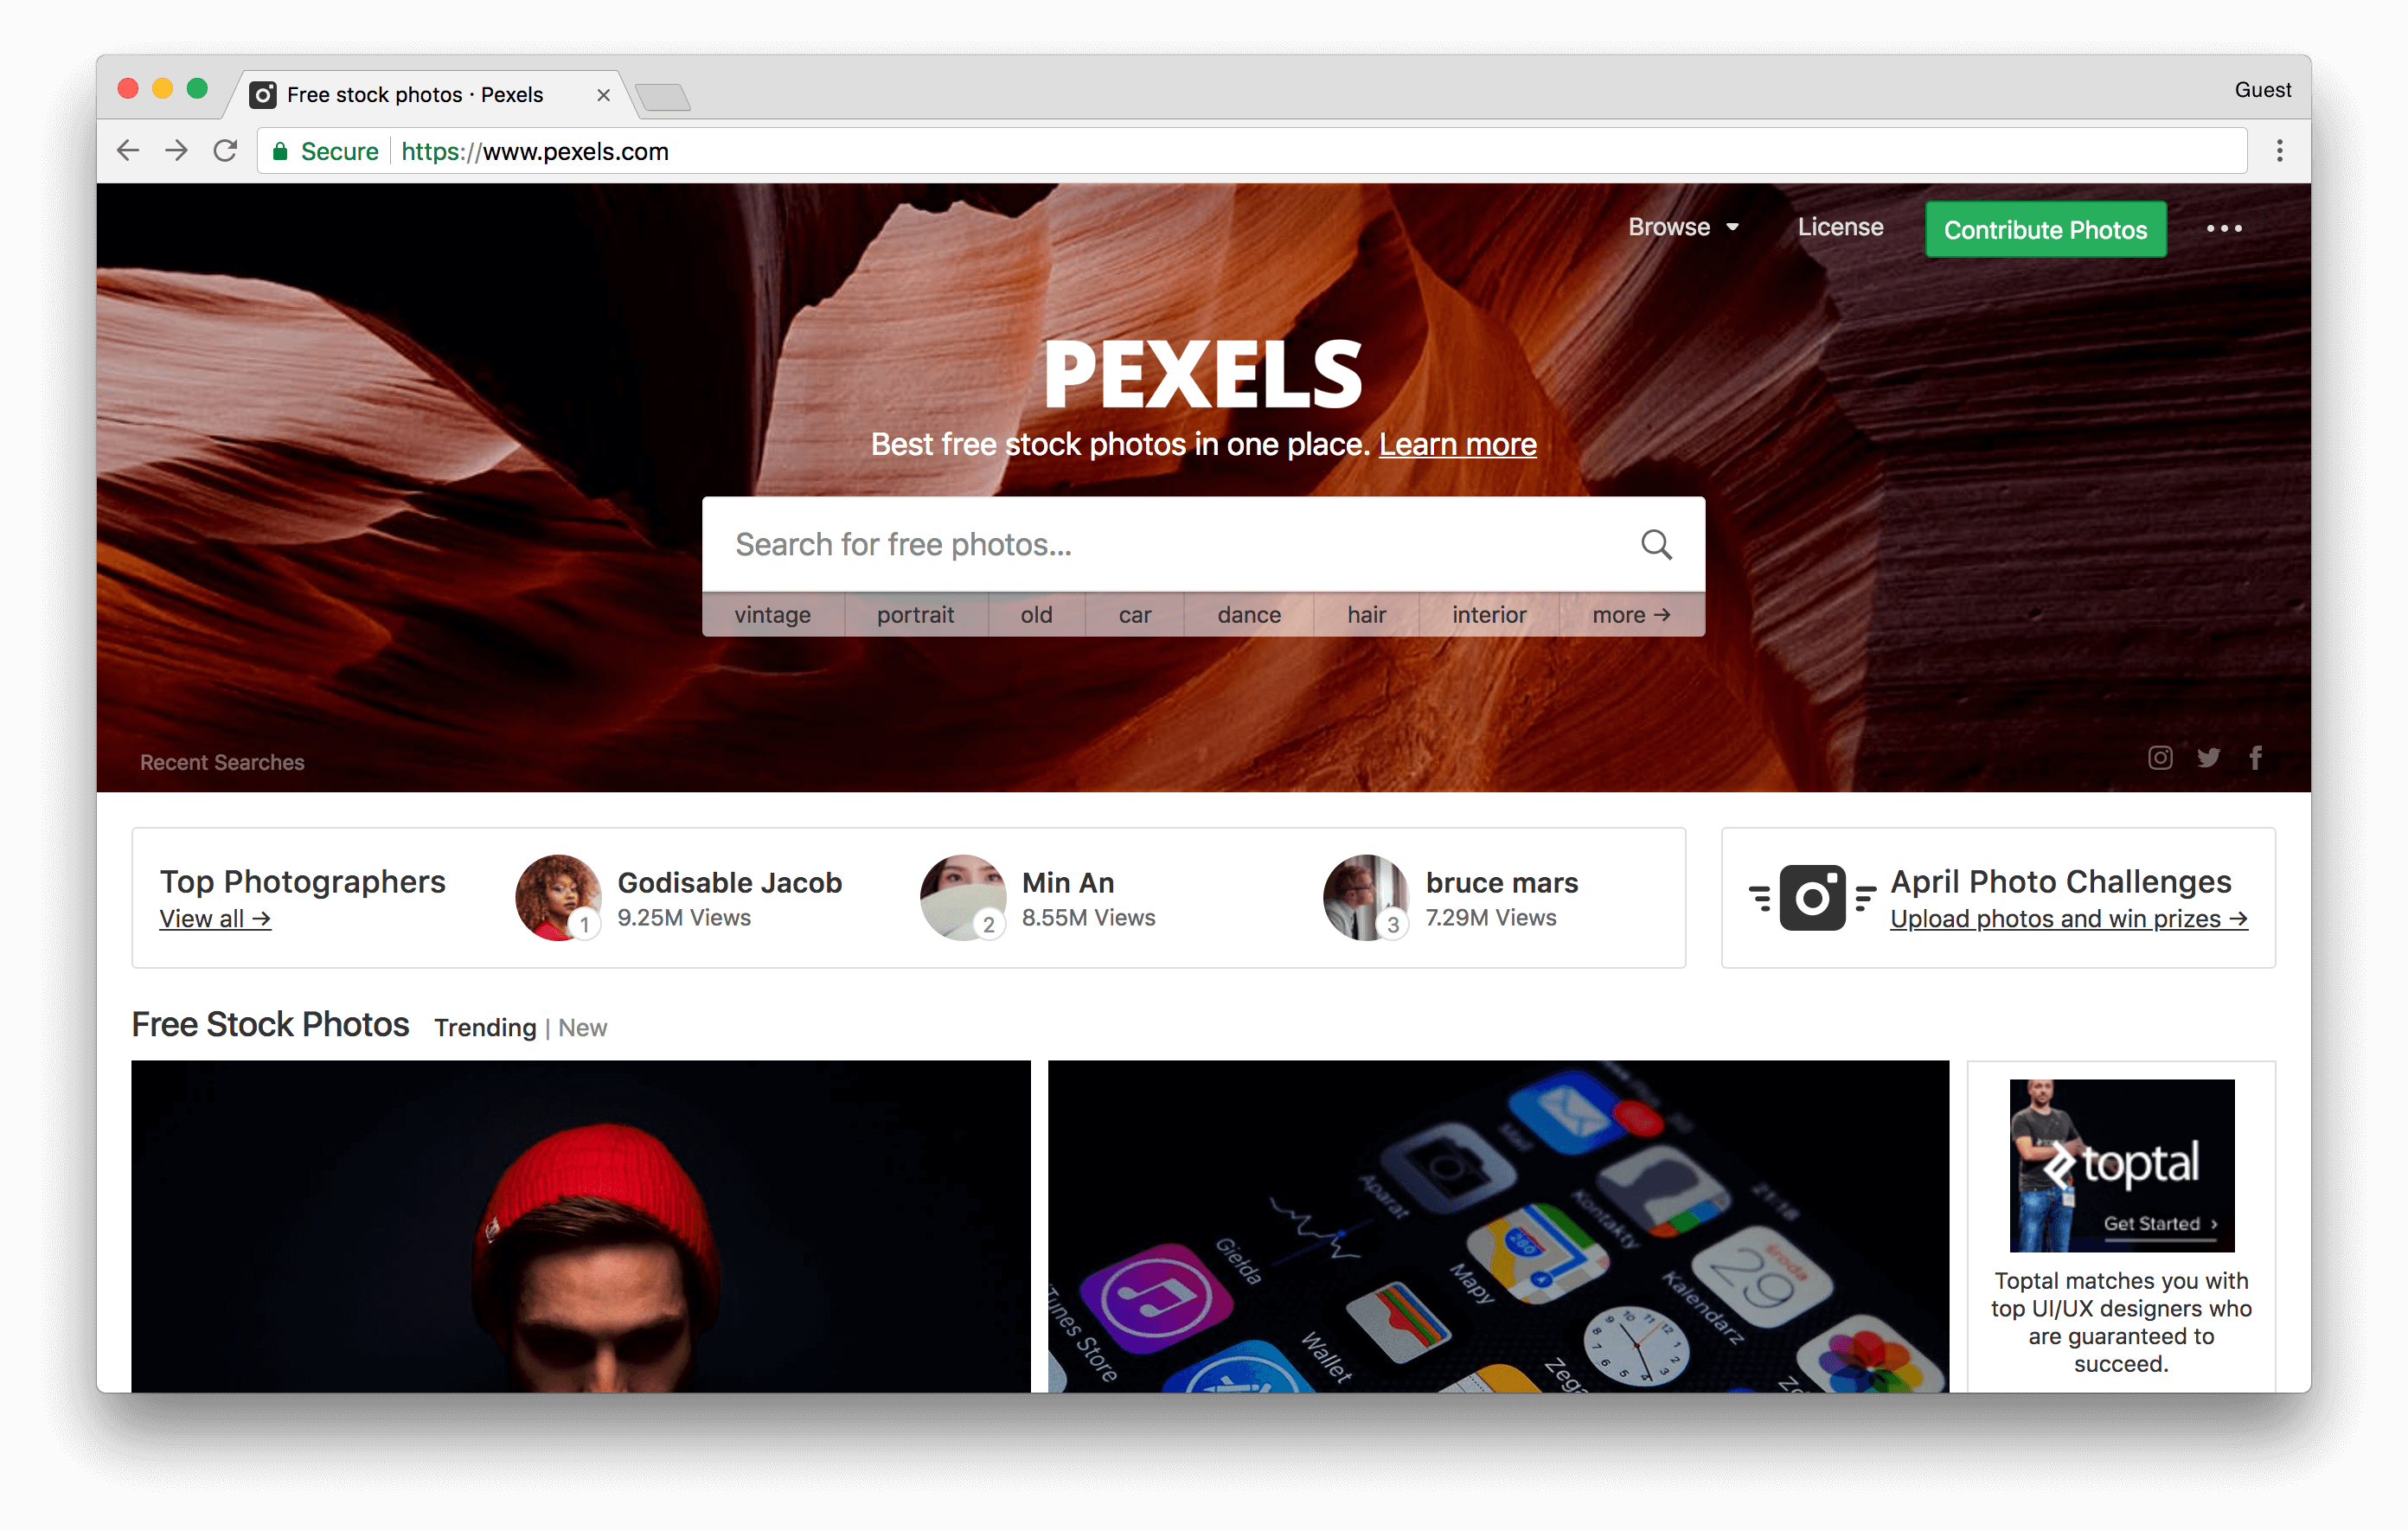 Free stock photos · Pexels
Guest
Secure
https://www.pexels.com
Browse
License
Contribute Photos
PEXELS
Best free stock photos in one place. Learn more
Search for free photos...
vintage portrait old car dance hair interior more →
Recent Searches
Top Photographers
View all →
1
Godisable Jacob
9.25M Views
2
Min An
8.55M Views
3
bruce mars
7.29M Views
April Photo Challenges
Upload photos and win prizes →
Free Stock Photos Trending | New
Mail
Aparat
Kontakty
21:18
Giełda
280
Mapy
środa
29
Kalendarz
iTunes Store
Wallet
toptal
Get Started ›
Toptal matches you with
top UI/UX designers who
are guaranteed to
succeed.